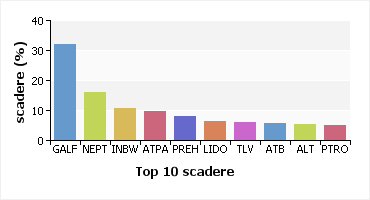 scadere (%)
40
30
20
10
0
GALF NEPT INBW ATPA PREH LIDO TLV ATB ALT PTRO
Top 10 scadere